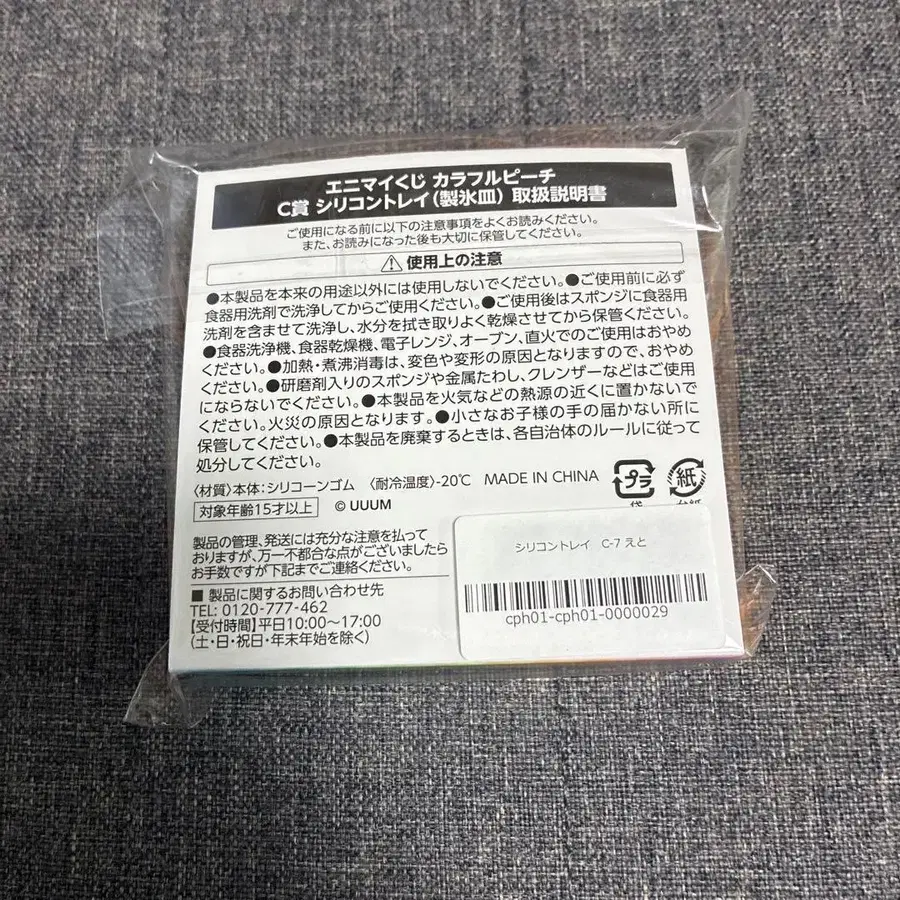 エニマイくじ カラフルピーチ
C賞 シリコントレイ(製氷皿) 取扱説明書
ご使用になる前に以下の注意事項をよくお読みください。
また、お読みになった後も大切に保管してください。
⚠ 使用上の注意
●本製品を本来の用途以外には使用しないでください。●ご使用前に必ず
食器用洗剤で洗浄してからご使用ください。●ご使用後はスポンジに食器用
洗剤を含ませて洗浄し、水分を拭き取りよく乾燥させてから保管ください。
●食器洗浄機、食器乾燥機、電子レンジ、オーブン、直火でのご使用はおやめ
ください。●加熱・煮沸消毒は、変色や変形の原因となりますので、おやめ
ください。●研磨剤入りのスポンジや金属たわし、クレンザーなどはご使用
にならないでください。●本製品を火気などの熱源の近くに置かないで
ください。火災の原因となります。●小さなお子様の手の届かない所に
保管してください。●本製品を廃棄するときは、各自治体のルールに従って
処分してください。
〈材質〉本体:シリコーンゴム 〈耐冷温度〉-20℃ MADE IN CHINA
プラ 紙
対象年齢15才以上 © UUUM
製品の管理、発送には充分な注意を払って
おりますが、万一不都合な点がございましたら
お手数ですが下記までご連絡ください。
■ 製品に関するお問い合わせ先
TEL: 0120-777-462
【受付時間】平日10:00〜17:00
(土・日・祝日・年末年始を除く)
シリコントレイ C-7 えと
cph01-cph01-0000029